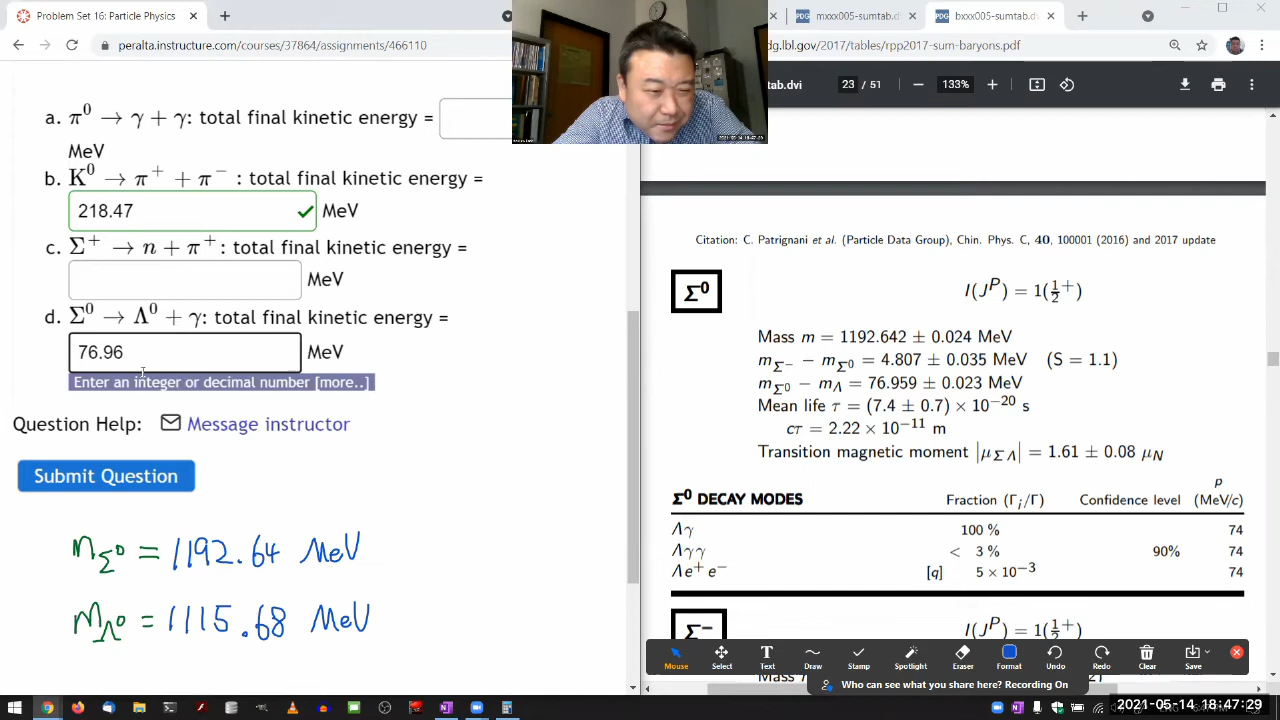 Problem Set 16: Particle Physics
mxxx005-sumtab.dvi
bxxx005-sumtab.dvi
peralta.instructure.com/courses/37864/assignments/466110
dg.lbl.gov/2017/tables/rpp2017-sum-baryons.pdf
tab.dvi 23 / 51 133%
a. π⁰ → γ + γ: total final kinetic energy =
MeV
b. K⁰ → π⁺ + π⁻ : total final kinetic energy =
218.47 MeV
c. Σ⁺ → n + π⁺: total final kinetic energy =
MeV
d. Σ⁰ → Λ⁰ + γ: total final kinetic energy =
76.96 MeV
Enter an integer or decimal number [more..]
Question Help: Message instructor
Submit Question
m_Σ⁰ = 1192.64 MeV
m_Λ⁰ = 1115.68 MeV
2021-05-14 18:47:29
Citation: C. Patrignani et al. (Particle Data Group), Chin. Phys. C, 40, 100001 (2016) and 2017 update
Σ⁰ I(J^P) = 1(1/2⁺)
Mass m = 1192.642 ± 0.024 MeV
m_Σ⁻ − m_Σ⁰ = 4.807 ± 0.035 MeV (S = 1.1)
m_Σ⁰ − m_Λ = 76.959 ± 0.023 MeV
Mean life τ = (7.4 ± 0.7) × 10⁻²⁰ s
cτ = 2.22 × 10⁻¹¹ m
Transition magnetic moment |μ_ΣΛ| = 1.61 ± 0.08 μ_N
p
Σ⁰ DECAY MODES Fraction (Γᵢ/Γ) Confidence level (MeV/c)
Λγ 100 % 74
Λγγ < 3 % 90% 74
Λe⁺e⁻ [q] 5 × 10⁻³ 74
Σ⁻ I(J^P) = 1(1/2⁺)
Mouse Select Text Draw Stamp Spotlight Eraser Format Undo Redo Clear Save
Who can see what you share here? Recording On
2021-05-14 18:47:29